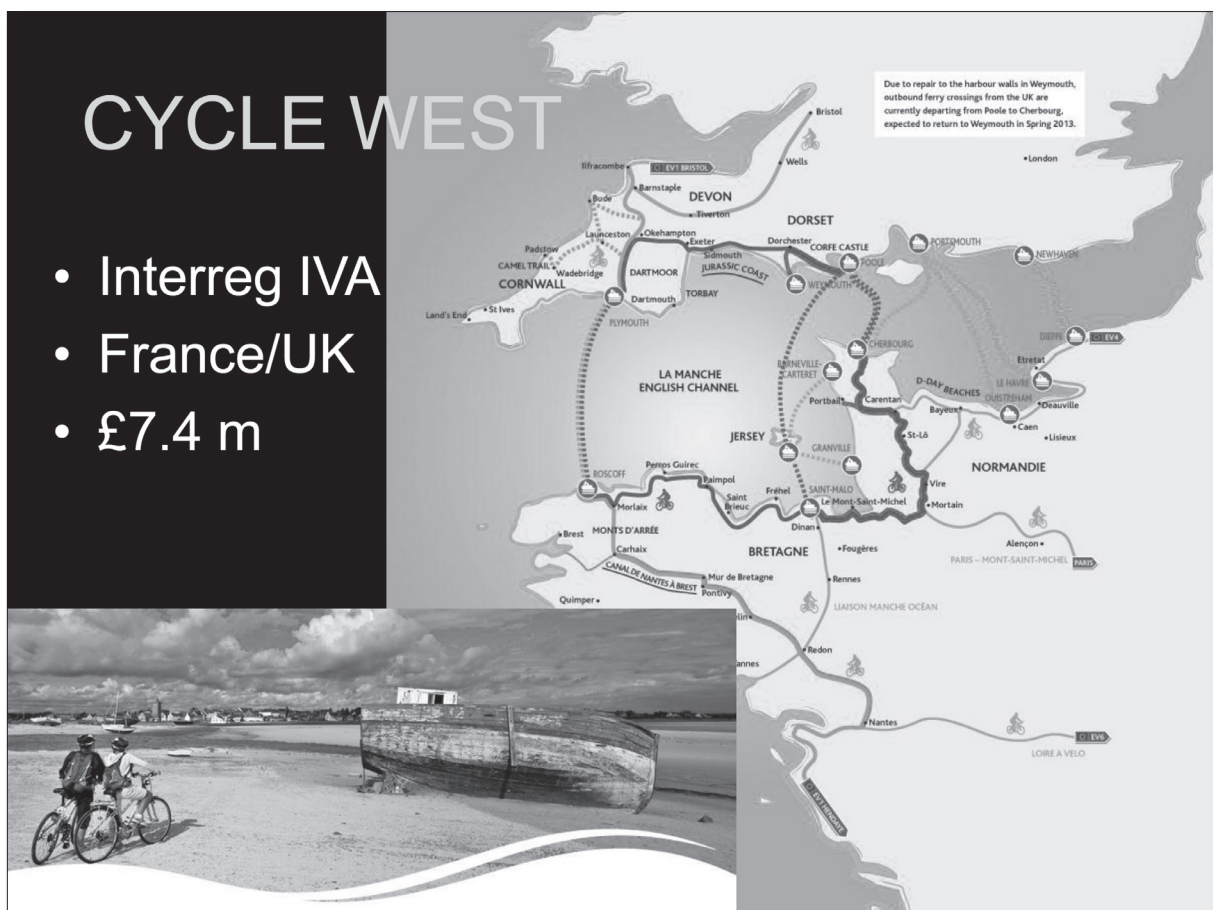 CYCLE WEST
• Interreg IVA
• France/UK
• £7.4 m
Due to repair to the harbour walls in Weymouth,
outbound ferry crossings from the UK are
currently departing from Poole to Cherbourg,
expected to return to Weymouth in Spring 2013.
Bristol
London
Ilfracombe
EV1 BRISTOL
Wells
Barnstaple
DEVON
Bude
Tiverton
DORSET
Launceston
Okehampton
Exeter
Dorchester
CORFE CASTLE
PORTSMOUTH
Padstow
Sidmouth
POOLE
NEWHAVEN
CAMEL TRAIL
Wadebridge
DARTMOOR
JURASSIC COAST
CORNWALL
WEYMOUTH
Dartmouth
TORBAY
Land's End
St Ives
PLYMOUTH
DIEPPE
EV4
CHERBOURG
Etretat
BARNEVILLE-
CARTERET
LA MANCHE
ENGLISH CHANNEL
LE HAVRE
D-DAY BEACHES
OUISTREHAM
Portbail
Carentan
Bayeux
Deauville
Caen
JERSEY
St-Lô
Lisieux
GRANVILLE
NORMANDIE
Perros Guirec
ROSCOFF
Paimpol
Vire
Saint
Brieuc
Fréhel
SAINT-MALO
Le Mont-Saint-Michel
Morlaix
Mortain
Dinan
Brest
MONTS D'ARRÉE
Alençon
Carhaix
BRETAGNE
Fougères
PARIS – MONT-SAINT-MICHEL
PARIS
CANAL DE NANTES À BREST
Mur de Bretagne
Rennes
Pontivy
Quimper
LIAISON MANCHE OCÉAN
elin
Redon
annes
Nantes
EV6
LOIRE A VELO
EV1 HENDAYE